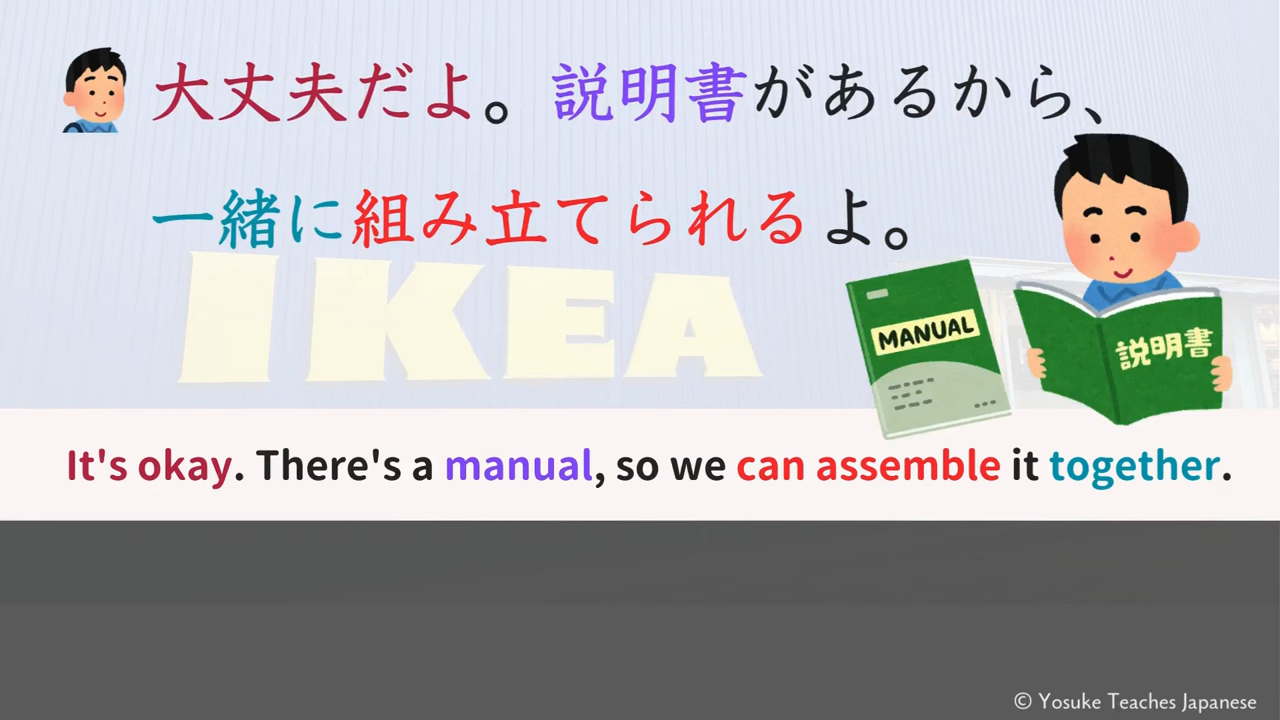 大丈夫だよ。説明書があるから、
一緒に組み立てられるよ。
IKEA
MANUAL
説明書
It's okay. There's a manual, so we can assemble it together.
© Yosuke Teaches Japanese